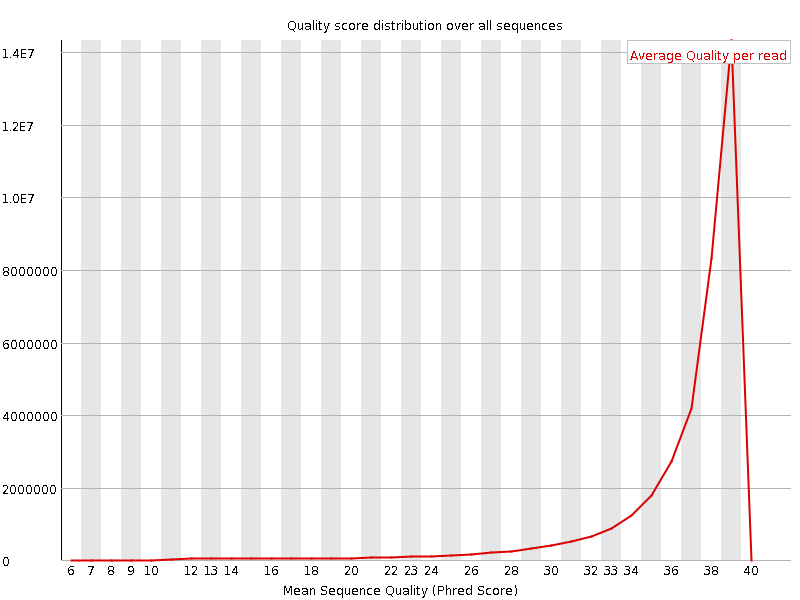 Quality score distribution over all sequences
Average Quality per read
1.4E7
1.2E7
1.0E7
8000000
6000000
4000000
2000000
0
6 7 8 9 10 12 13 14 16 18 20 22 23 24 26 28 30 32 33 34 36 38 40
Mean Sequence Quality (Phred Score)